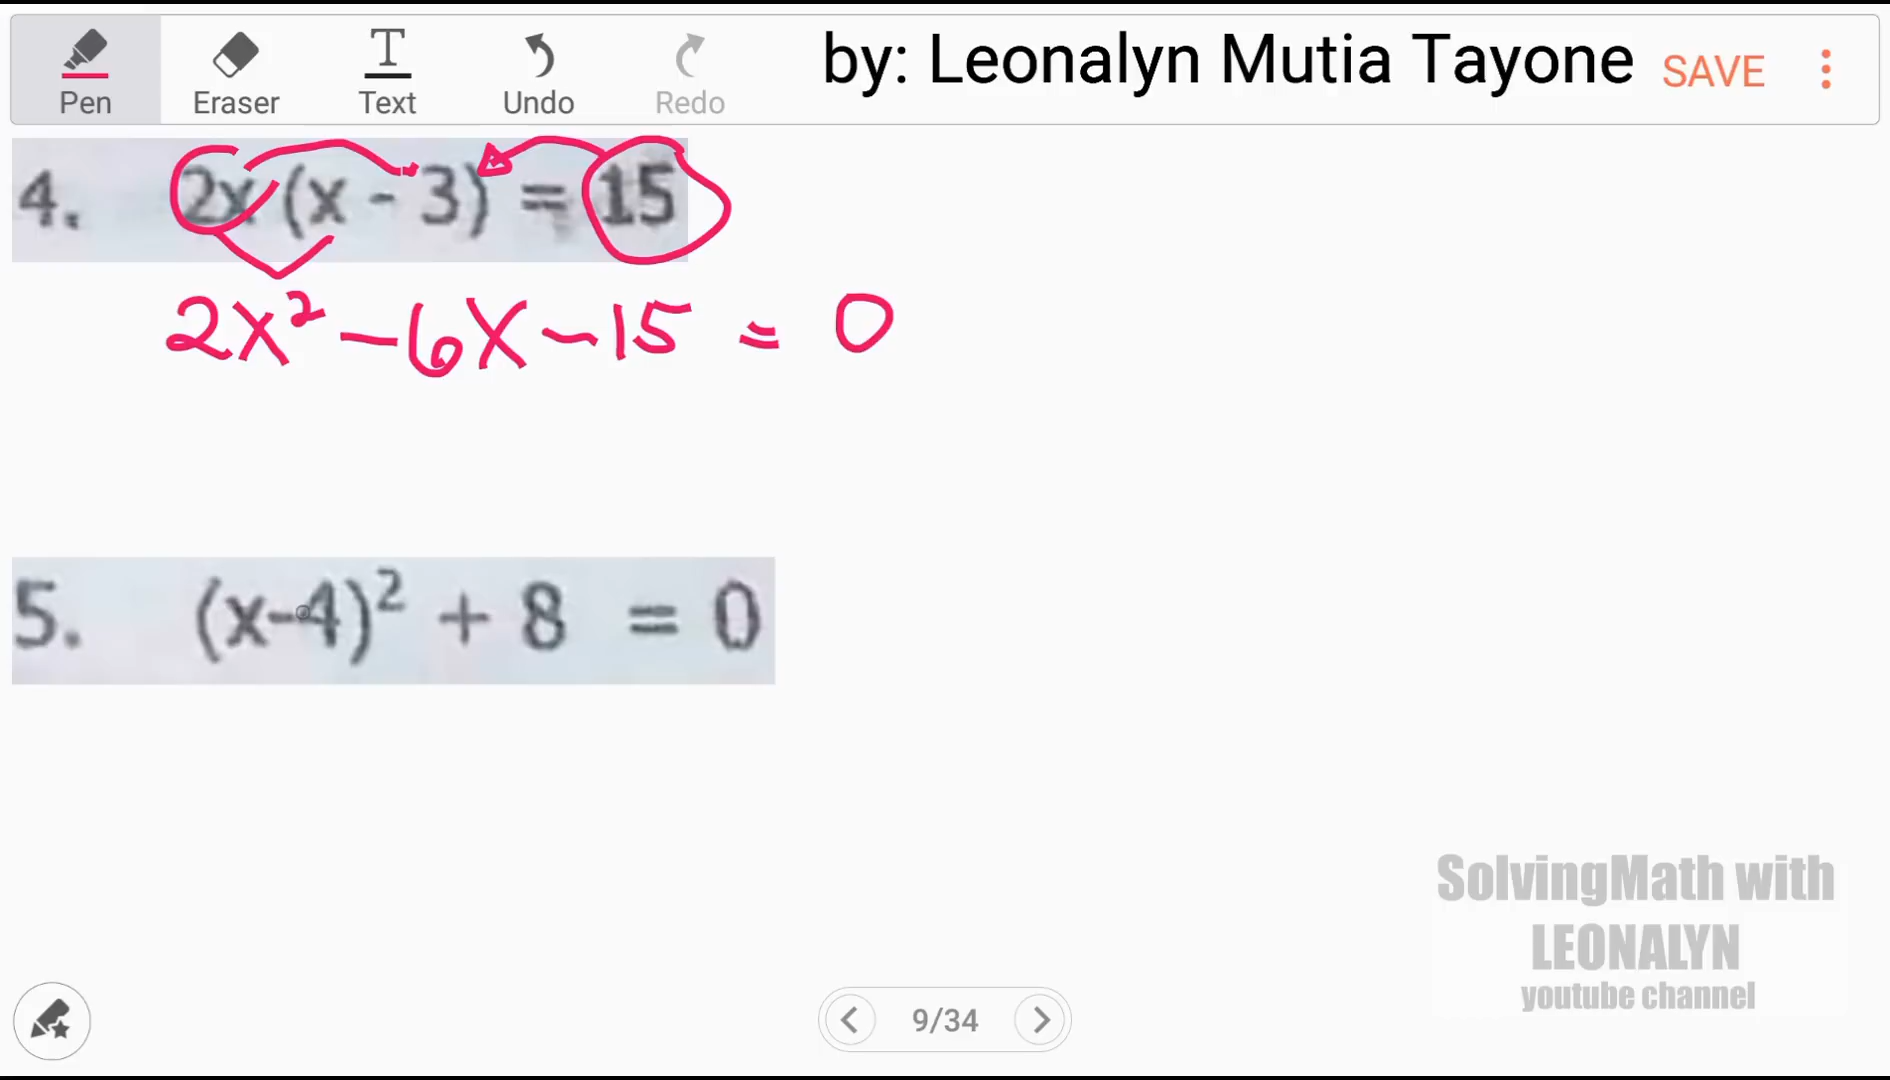 Pen Eraser Text Undo Redo by: Leonalyn Mutia Tayone SAVE
4. 2x (x - 3) = 15
2x² - 6x - 15 = 0
5. (x-4)² + 8 = 0
SolvingMath with
LEONALYN
youtube channel
9/34